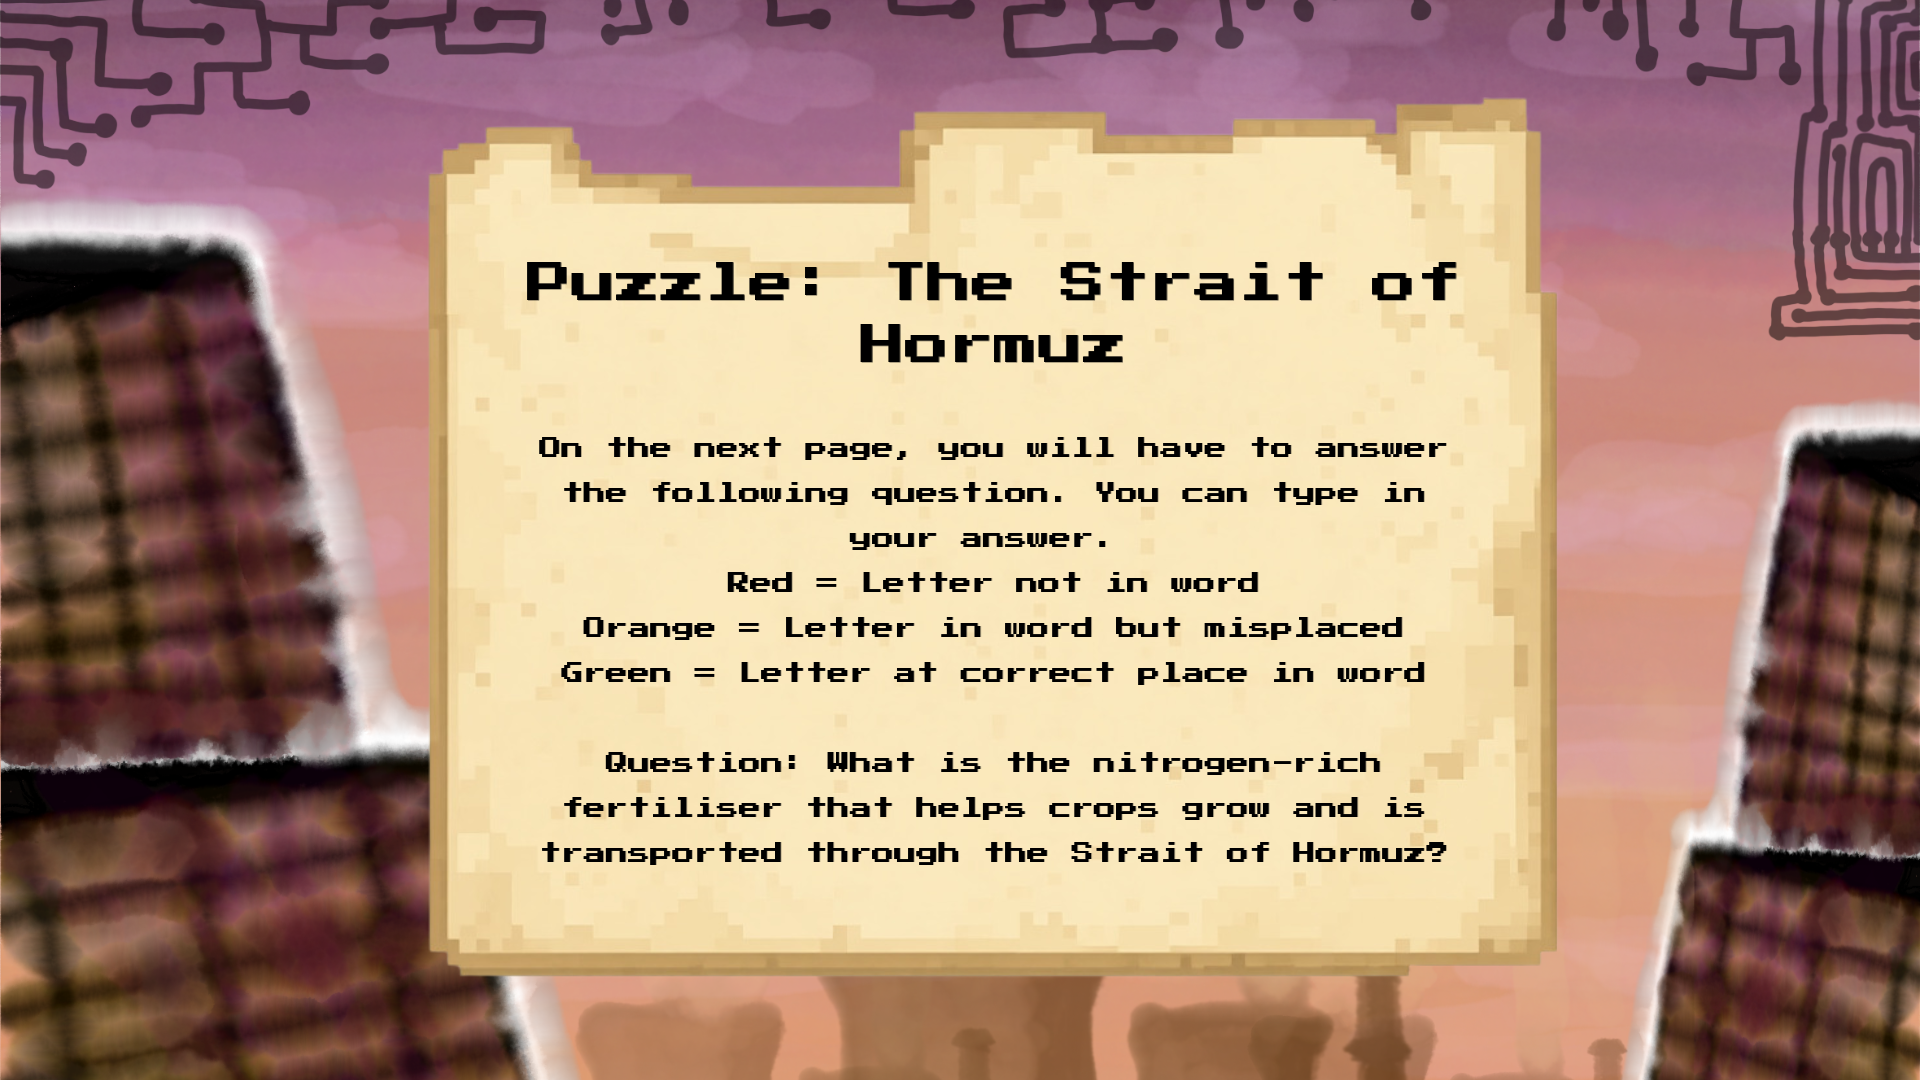 Puzzle: The Strait of
Hormuz
On the next page, you will have to answer
the following question. You can type in
your answer.
Red = Letter not in word
Orange = Letter in word but misplaced
Green = Letter at correct place in word
Question: What is the nitrogen-rich
fertiliser that helps crops grow and is
transported through the Strait of Hormuz?